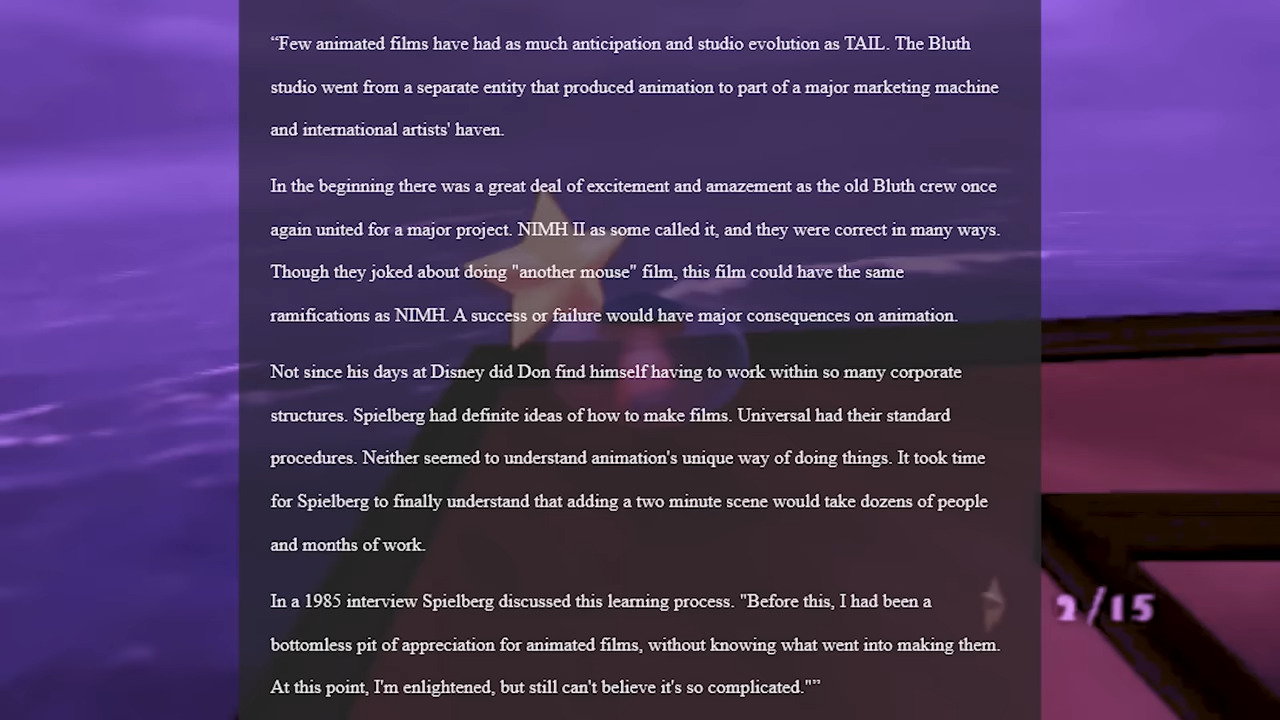 “Few animated films have had as much anticipation and studio evolution as TAIL. The Bluth
studio went from a separate entity that produced animation to part of a major marketing machine
and international artists' haven.
In the beginning there was a great deal of excitement and amazement as the old Bluth crew once
again united for a major project. NIMH II as some called it, and they were correct in many ways.
Though they joked about doing "another mouse" film, this film could have the same
ramifications as NIMH. A success or failure would have major consequences on animation.
Not since his days at Disney did Don find himself having to work within so many corporate
structures. Spielberg had definite ideas of how to make films. Universal had their standard
procedures. Neither seemed to understand animation's unique way of doing things. It took time
for Spielberg to finally understand that adding a two minute scene would take dozens of people
and months of work.
In a 1985 interview Spielberg discussed this learning process. "Before this, I had been a
bottomless pit of appreciation for animated films, without knowing what went into making them.
At this point, I'm enlightened, but still can't believe it's so complicated."”
2/15